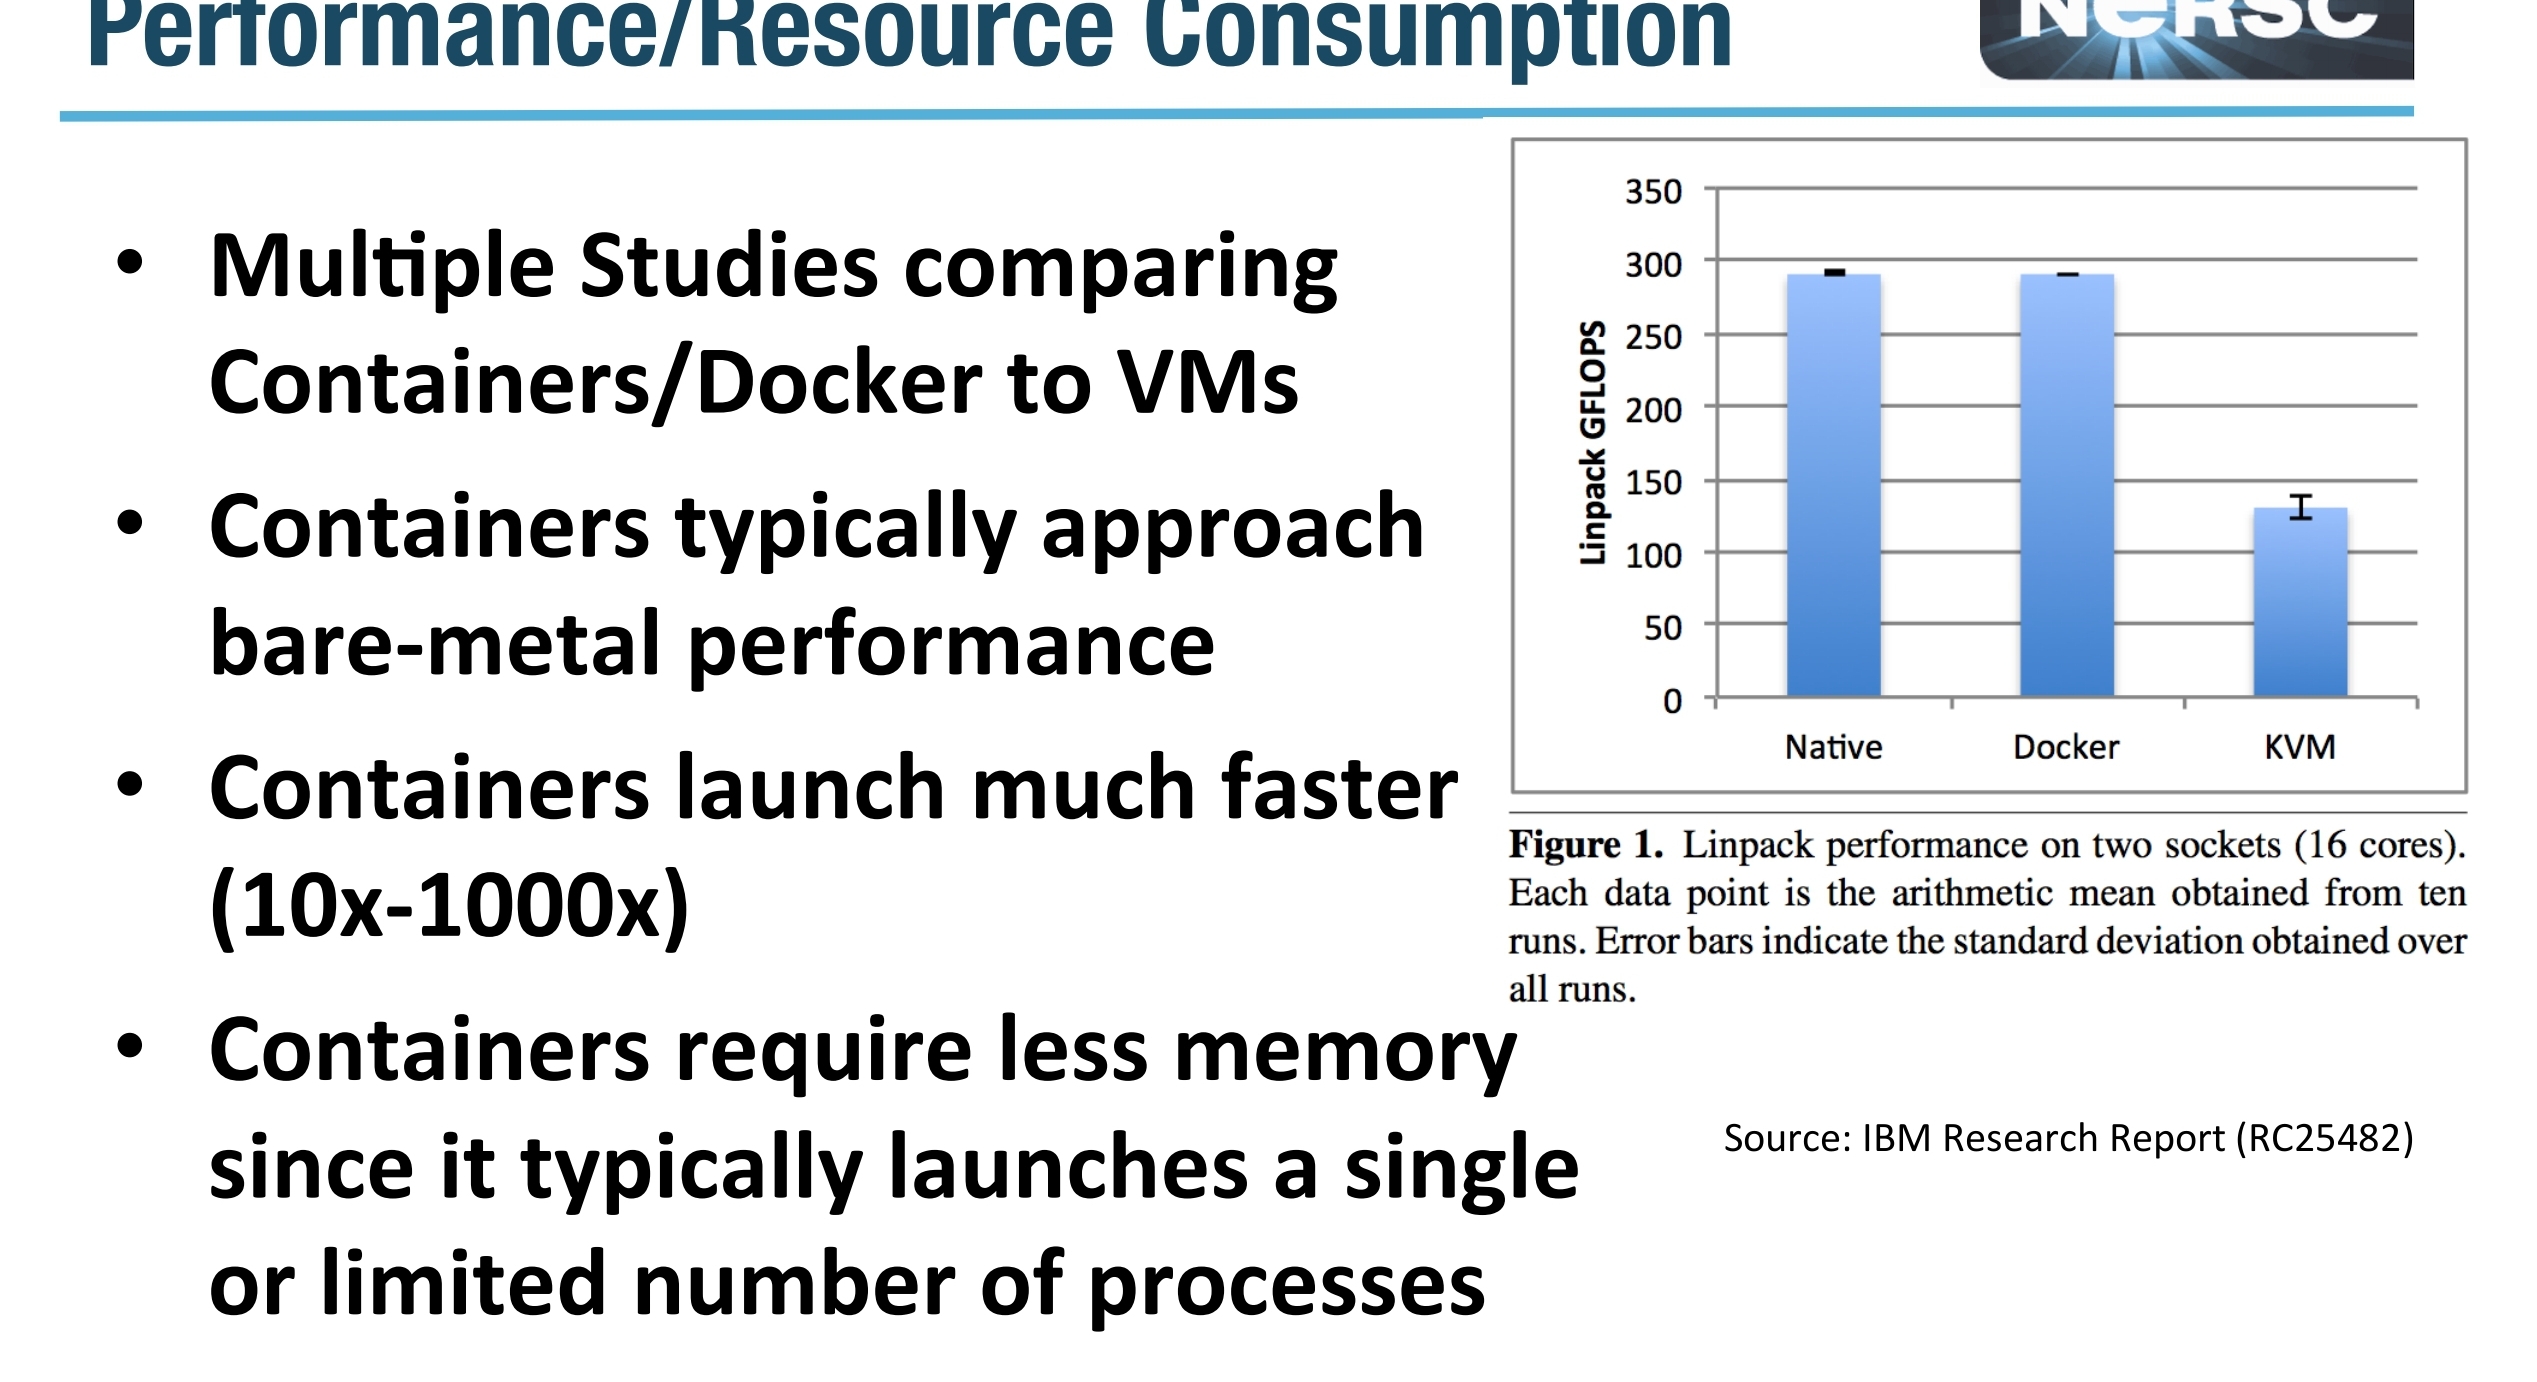 Performance/Resource Consumption
NERSC
• Multiple Studies comparing
Containers/Docker to VMs
• Containers typically approach
bare-metal performance
• Containers launch much faster
(10x-1000x)
• Containers require less memory
since it typically launches a single
or limited number of processes
350
300
250
200
150
100
50
0
Linpack GFLOPS
Native Docker KVM
Figure 1. Linpack performance on two sockets (16 cores).
Each data point is the arithmetic mean obtained from ten
runs. Error bars indicate the standard deviation obtained over
all runs.
Source: IBM Research Report (RC25482)